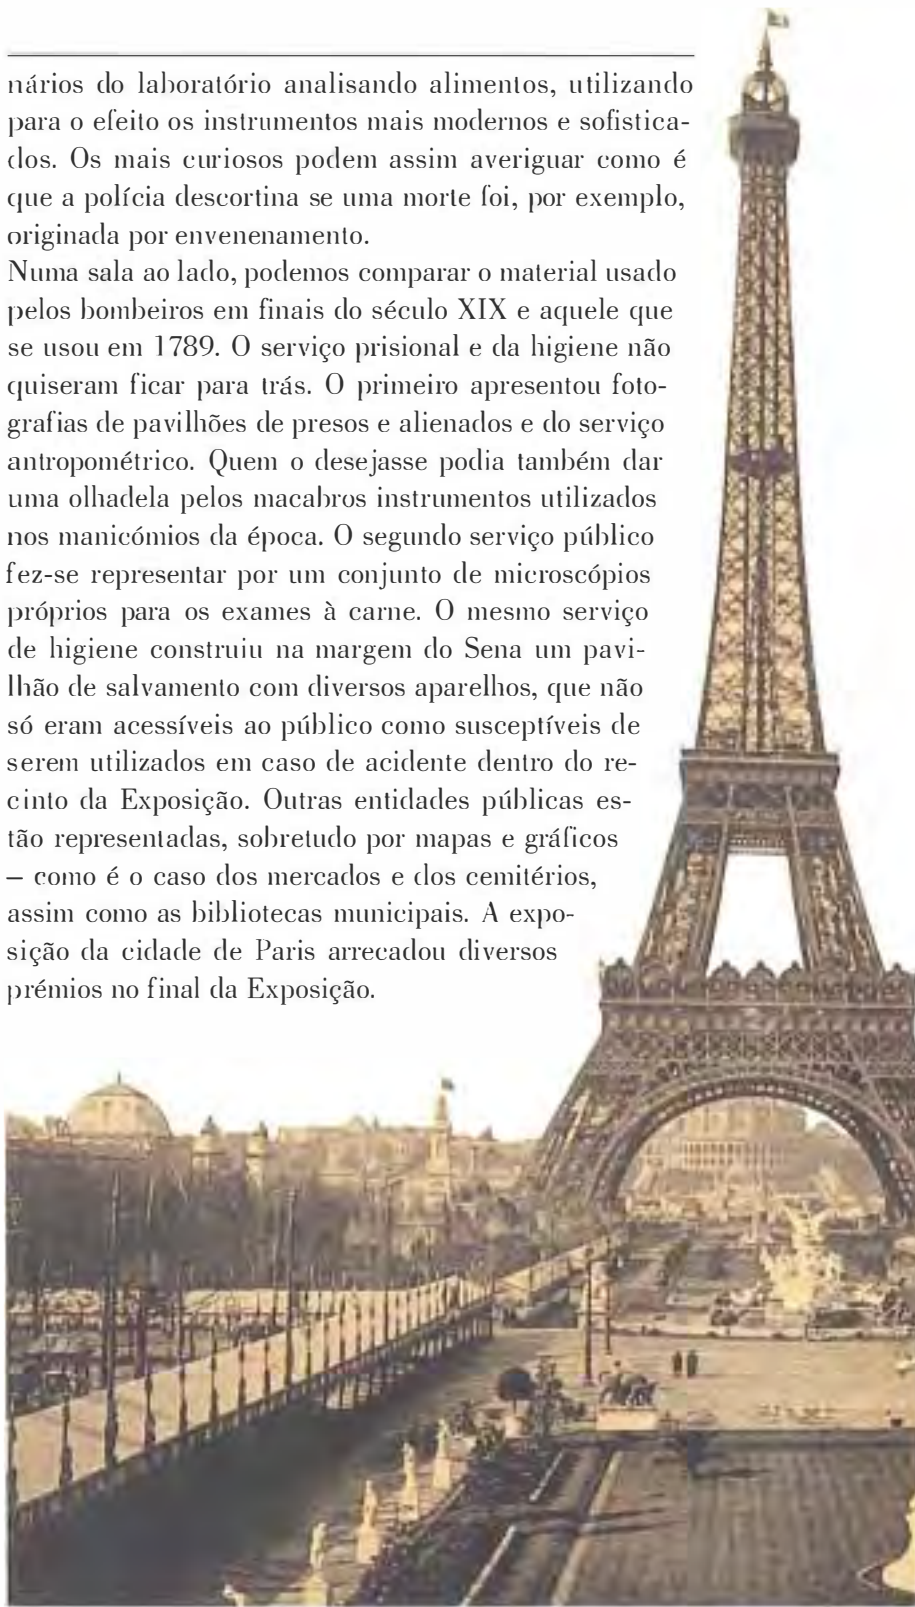 nários do laboratório analisando alimentos, utilizando
para o efeito os instrumentos mais modernos e sofistica-
dos. Os mais curiosos podem assim averiguar como é
que a polícia descortina se uma morte foi, por exemplo,
originada por envenenamento.
Numa sala ao lado, podemos comparar o material usado
pelos bombeiros em finais do século XIX e aquele que
se usou em 1789. O serviço prisional e da higiene não
quiseram ficar para trás. O primeiro apresentou foto-
grafias de pavilhões de presos e alienados e do serviço
antropométrico. Quem o desejasse podia também dar
uma olhadela pelos macabros instrumentos utilizados
nos manicómios da época. O segundo serviço público
fez-se representar por um conjunto de microscópios
próprios para os exames à carne. O mesmo serviço
de higiene construiu na margem do Sena um pavi-
lhão de salvamento com diversos aparelhos, que não
só eram acessíveis ao público como susceptíveis de
serem utilizados em caso de acidente dentro do re-
cinto da Exposição. Outras entidades públicas es-
tão representadas, sobretudo por mapas e gráficos
– como é o caso dos mercados e dos cemitérios,
assim como as bibliotecas municipais. A expo-
sição da cidade de Paris arrecadou diversos
prémios no final da Exposição.